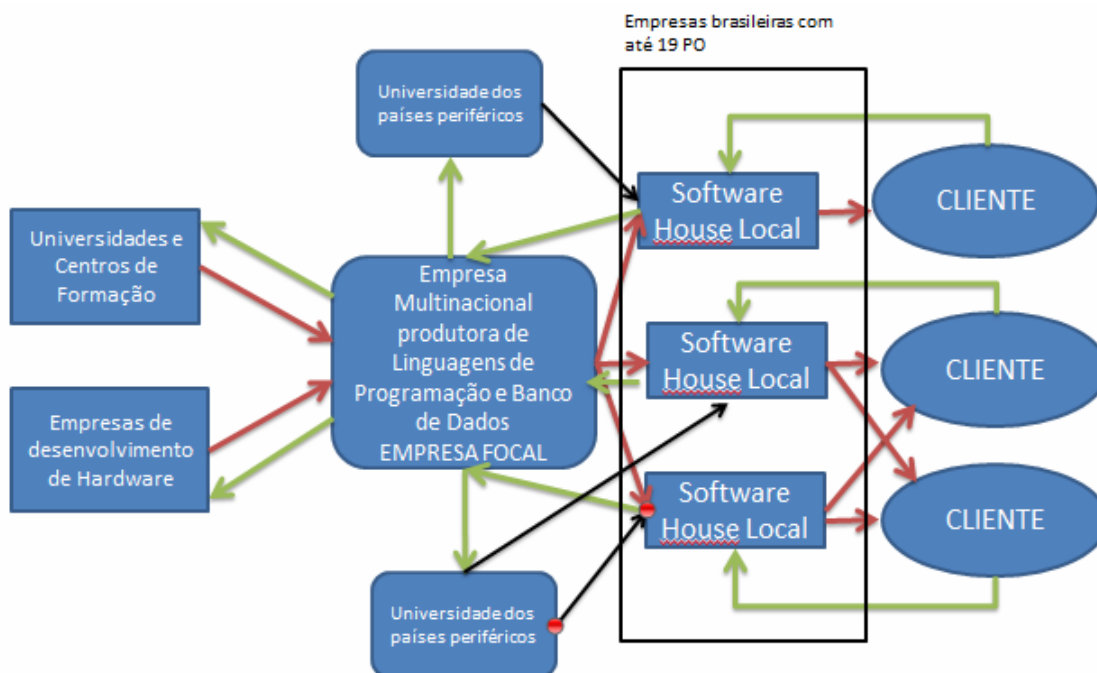 Empresas brasileiras com
até 19 PO
Universidade dos
países periféricos
Software
House Local
CLIENTE
Universidades e
Centros de
Formação
Empresa
Multinacional
produtora de
Linguagens de
Programação e Banco
de Dados
EMPRESA FOCAL
Software
House Local
CLIENTE
Empresas de
desenvolvimento
de Hardware
Software
House Local
CLIENTE
Universidade dos
países periféricos